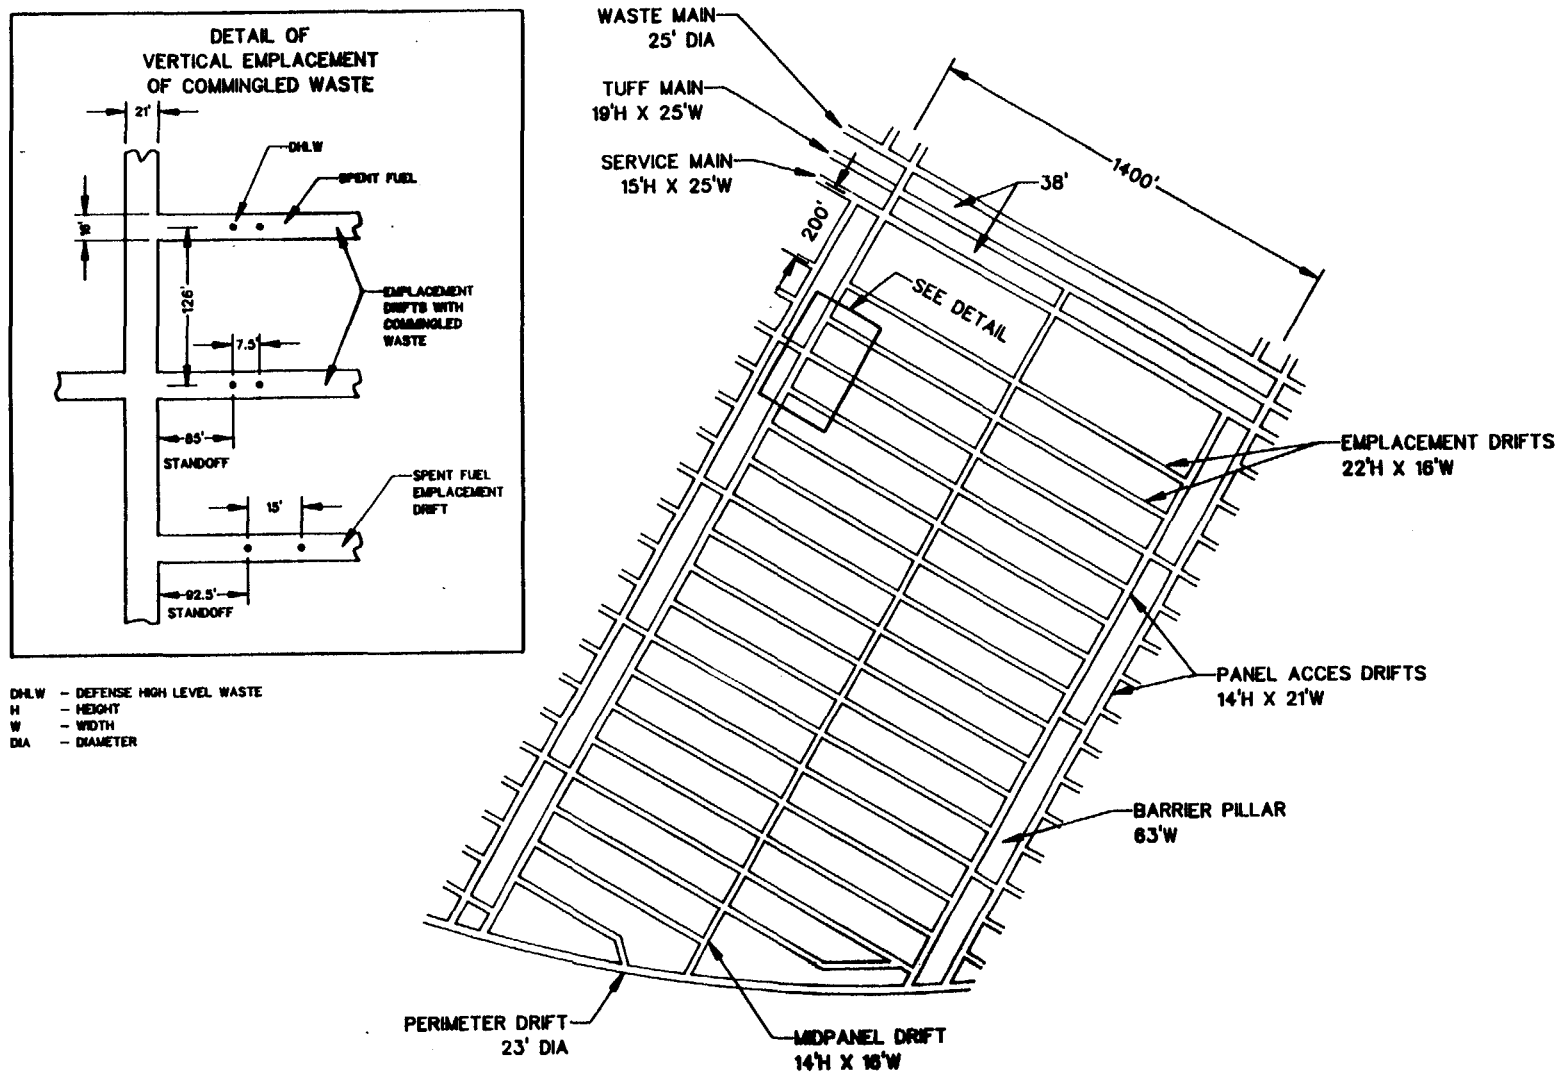 DETAIL OF
VERTICAL EMPLACEMENT
OF COMMINGLED WASTE
21'
DHLW
SPENT FUEL
16'
126'
EMPLACEMENT
DRIFTS WITH
COMMINGLED
WASTE
7.5'
85'
STANDOFF
SPENT FUEL
EMPLACEMENT
DRIFT
15'
92.5'
STANDOFF
DHLW – DEFENSE HIGH LEVEL WASTE
H – HEIGHT
W – WIDTH
DIA – DIAMETER
WASTE MAIN
25' DIA
TUFF MAIN
19'H X 25'W
SERVICE MAIN
15'H X 25'W
200'
38'
1400'
SEE DETAIL
EMPLACEMENT DRIFTS
22'H X 16'W
PANEL ACCES DRIFTS
14'H X 21'W
BARRIER PILLAR
63'W
PERIMETER DRIFT
23' DIA
MIDPANEL DRIFT
14'H X 16'W